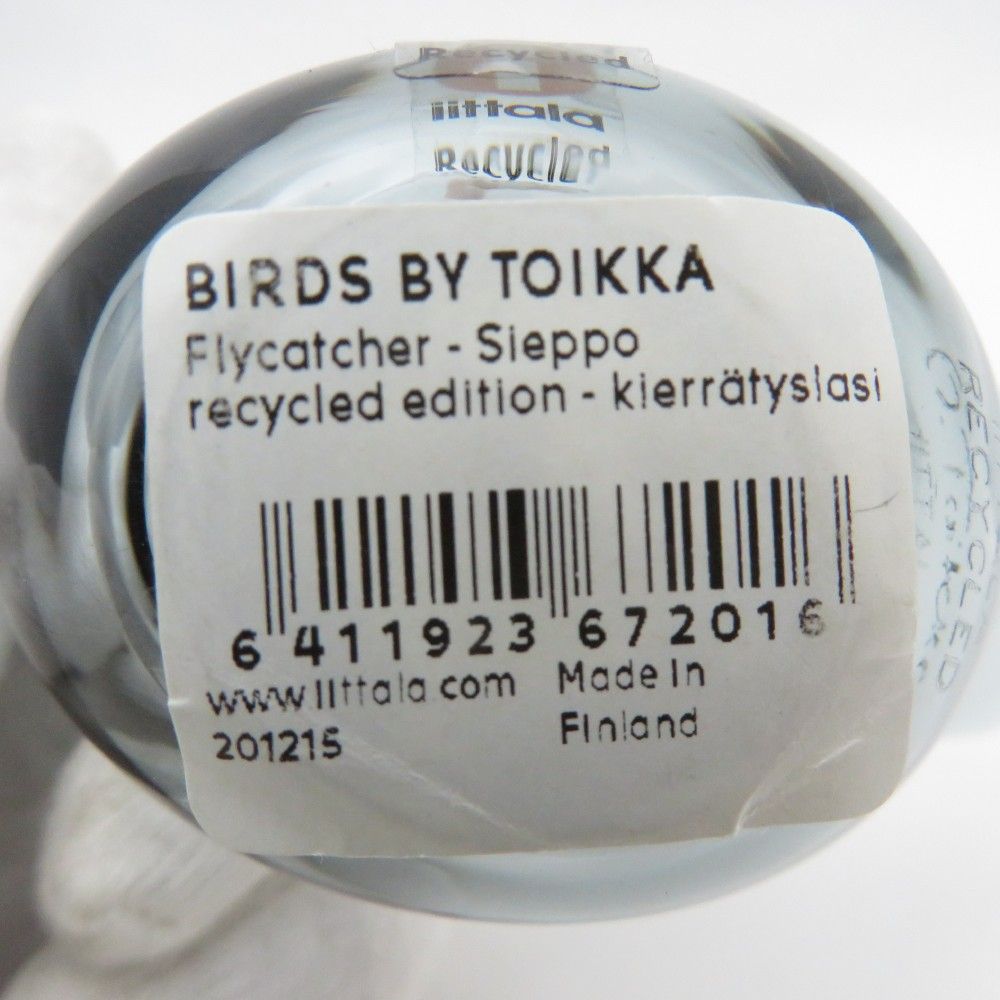 Recycled
iittala
Recycled
BIRDS BY TOIKKA
Flycatcher - Sieppo
recycled edition - kierrätyslasi
6 411923 672016
www.iittala.com Made in
201215 Finland
RECYCLED
O. TOIKKA